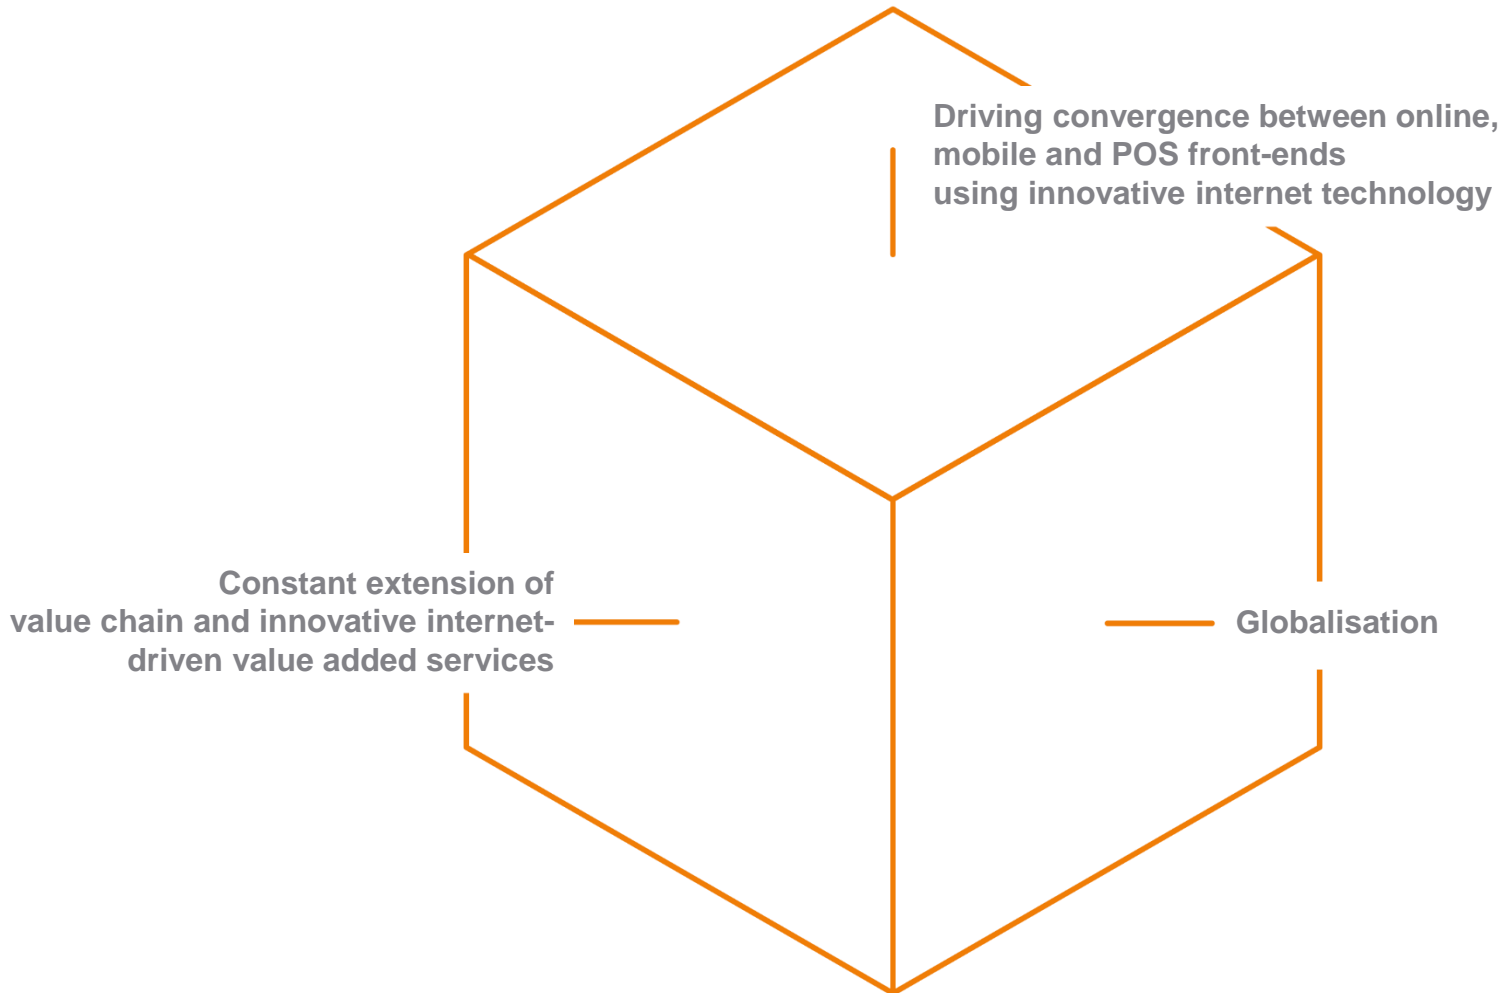 Driving convergence between online,
mobile and POS front-ends
using innovative internet technology
Constant extension of
value chain and innovative internet-
driven value added services
Globalisation